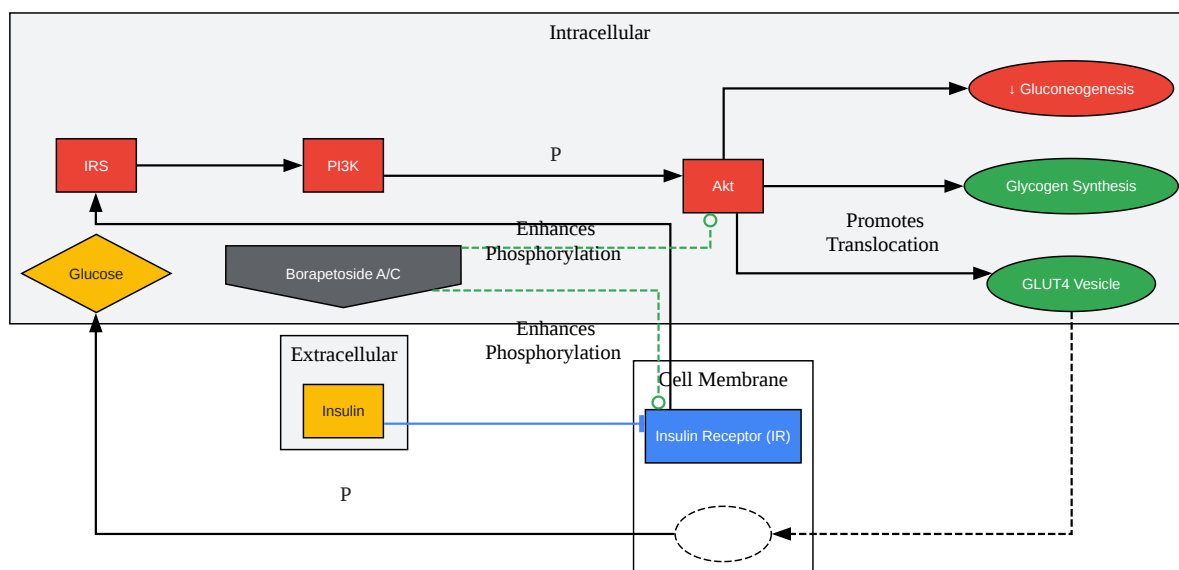 Intracellular
↓ Gluconeogenesis
IRS
PI3K
P
Akt
Glycogen Synthesis
Enhances
Phosphorylation
Promotes
Translocation
Glucose
Borapetoside A/C
GLUT4 Vesicle
Enhances
Phosphorylation
Extracellular
Cell Membrane
Insulin
Insulin Receptor (IR)
P